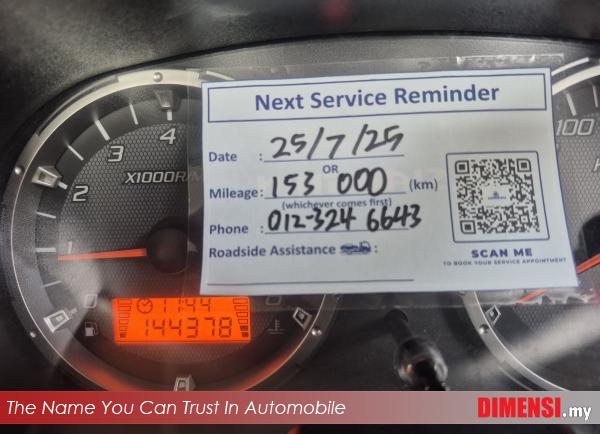 Next Service Reminder
Date : 25/7/25
OR
Mileage : 153 000 (km)
(whichever comes first)
Phone : 012-324 6643
Roadside Assistance :
SCAN ME
TO BOOK YOUR SERVICE APPOINTMENT
4
3
2
1
0
X1000R/M
100
11:44
144378
The Name You Can Trust In Automobile
DIMENSI.my